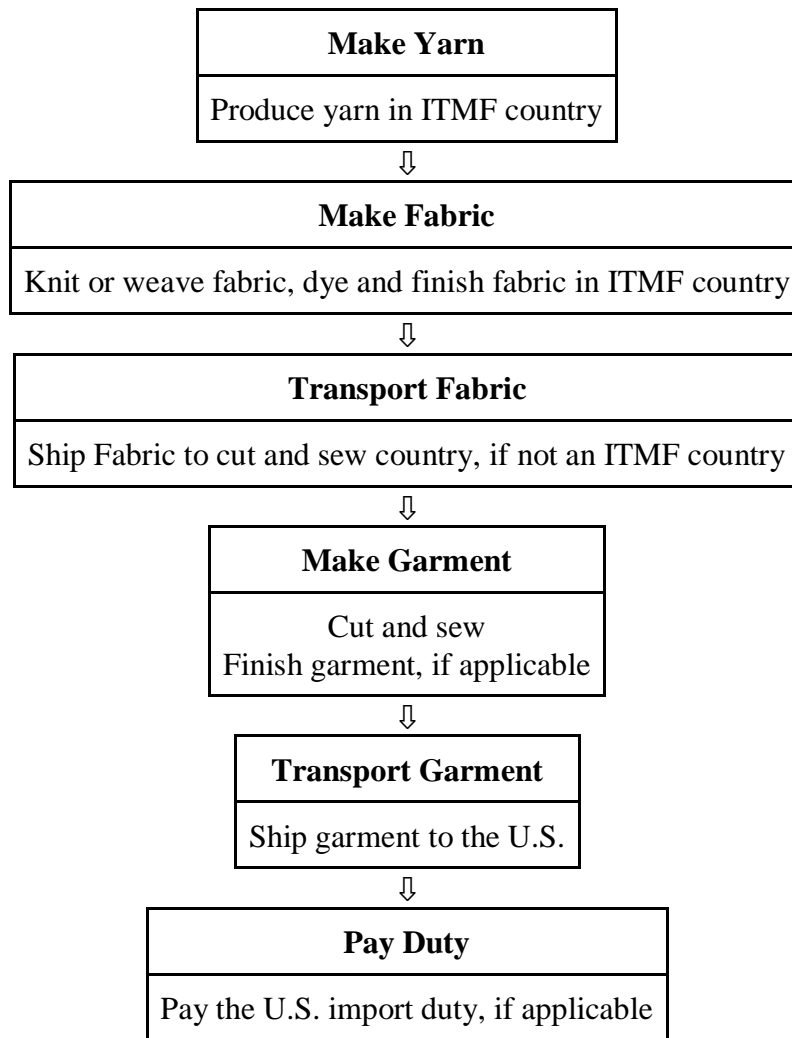 Make Yarn
Produce yarn in ITMF country
⇩
Make Fabric
Knit or weave fabric, dye and finish fabric in ITMF country
⇩
Transport Fabric
Ship Fabric to cut and sew country, if not an ITMF country
⇩
Make Garment
Cut and sew
Finish garment, if applicable
⇩
Transport Garment
Ship garment to the U.S.
⇩
Pay Duty
Pay the U.S. import duty, if applicable